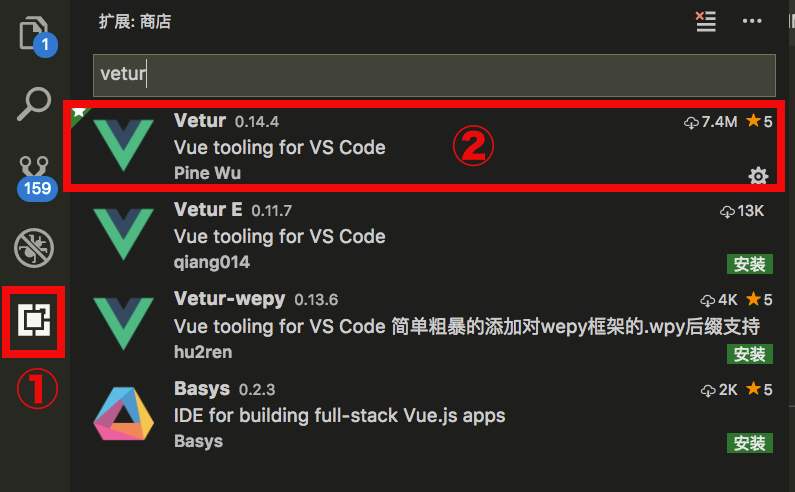 扩展: 商店
1
vetur
Vetur 0.14.4 7.4M 5
Vue tooling for VS Code
②
Pine Wu
159
Vetur E 0.11.7 13K
Vue tooling for VS Code
qiang014
安装
Vetur-wepy 0.13.6 4K 5
Vue tooling for VS Code 简单粗暴的添加对wepy框架的.wpy后缀支持
hu2ren
安装
①
Basys 0.2.3 2K 5
IDE for building full-stack Vue.js apps
Basys
安装